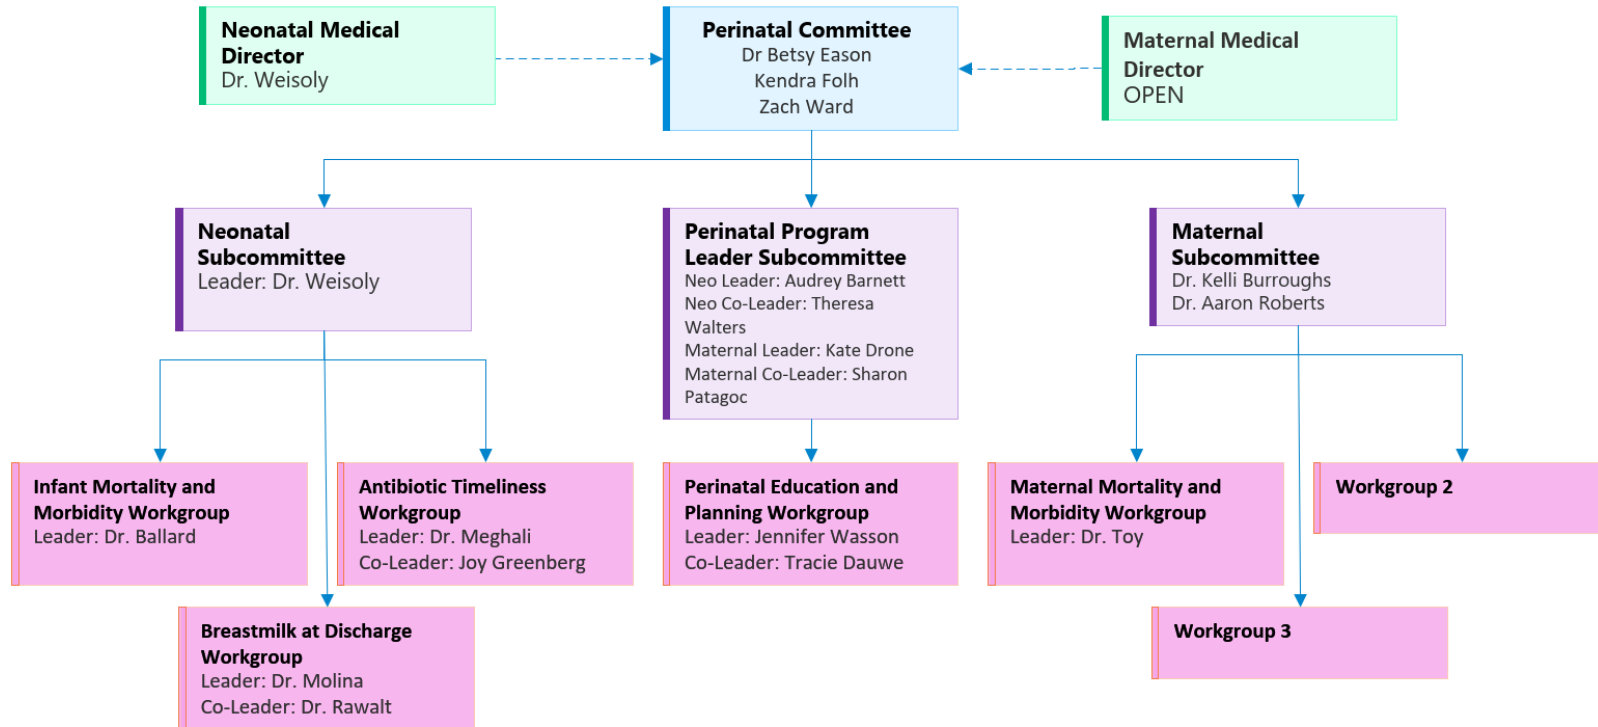 Neonatal Medical
Director
Dr. Weisoly
Perinatal Committee
Dr Betsy Eason
Kendra Folh
Zach Ward
Maternal Medical
Director
OPEN
Neonatal
Subcommittee
Leader: Dr. Weisoly
Perinatal Program
Leader Subcommittee
Neo Leader: Audrey Barnett
Neo Co-Leader: Theresa
Walters
Maternal Leader: Kate Drone
Maternal Co-Leader: Sharon
Patagoc
Maternal
Subcommittee
Dr. Kelli Burroughs
Dr. Aaron Roberts
Infant Mortality and
Morbidity Workgroup
Leader: Dr. Ballard
Antibiotic Timeliness
Workgroup
Leader: Dr. Meghali
Co-Leader: Joy Greenberg
Perinatal Education and
Planning Workgroup
Leader: Jennifer Wasson
Co-Leader: Tracie Dauwe
Maternal Mortality and
Morbidity Workgroup
Leader: Dr. Toy
Workgroup 2
Breastmilk at Discharge
Workgroup
Leader: Dr. Molina
Co-Leader: Dr. Rawalt
Workgroup 3